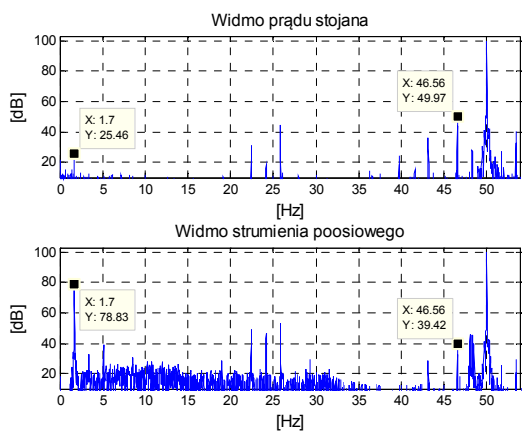 Widmo prądu stojana
100
80
60
40
20
[dB]
X: 1.7
Y: 25.46
X: 46.56
Y: 49.97
0 5 10 15 20 25 30 35 40 45 50
[Hz]
Widmo strumienia poosiowego
100
80
60
40
20
[dB]
X: 1.7
Y: 78.83
X: 46.56
Y: 39.42
0 5 10 15 20 25 30 35 40 45 50
[Hz]